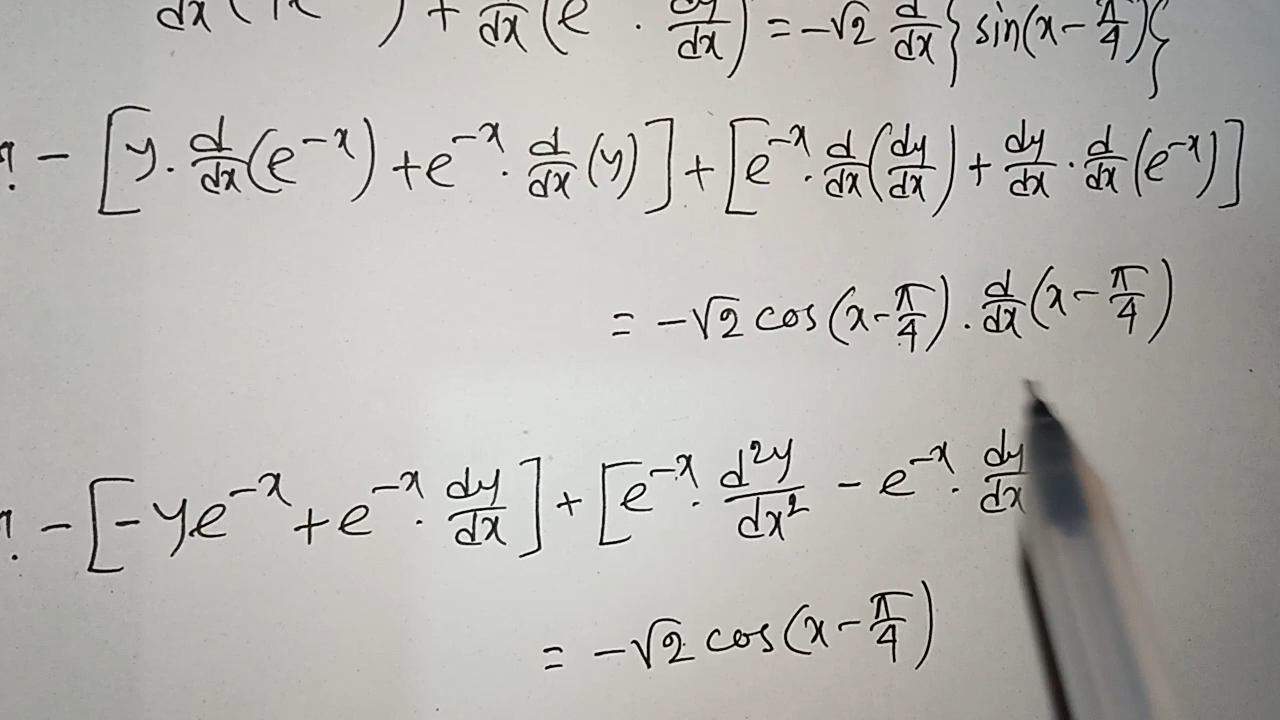 d/dx( ) + d/dx(e · dy/dx) = -√2 d/dx{sin(x - π/4)}
- [y. d/dx(e^{-x}) + e^{-x}. d/dx(y)] + [e^{-x}. d/dx(dy/dx) + dy/dx · d/dx(e^{-x})]
= -√2 cos(x - π/4) . d/dx(x - π/4)
- [-ye^{-x} + e^{-x}. dy/dx] + [e^{-x}. d²y/dx² - e^{-x}. dy/dx
= -√2 cos(x - π/4)